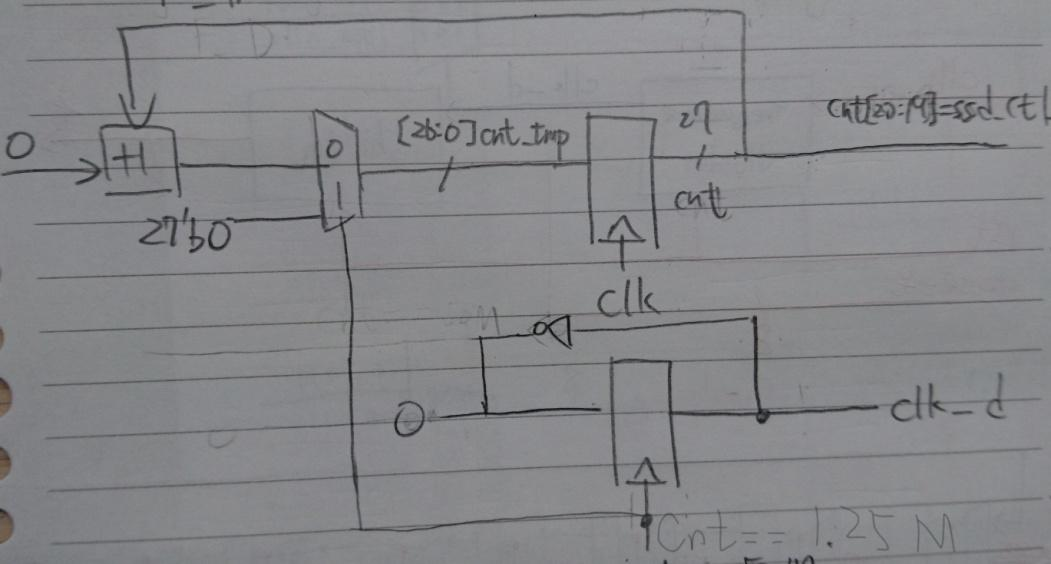 0
+1
27'b0
0
1
[26:0]cnt_tmp
27
cnt
cnt[20:19]=ssd_ctl
clk
0
clk_d
Cnt==1.25M